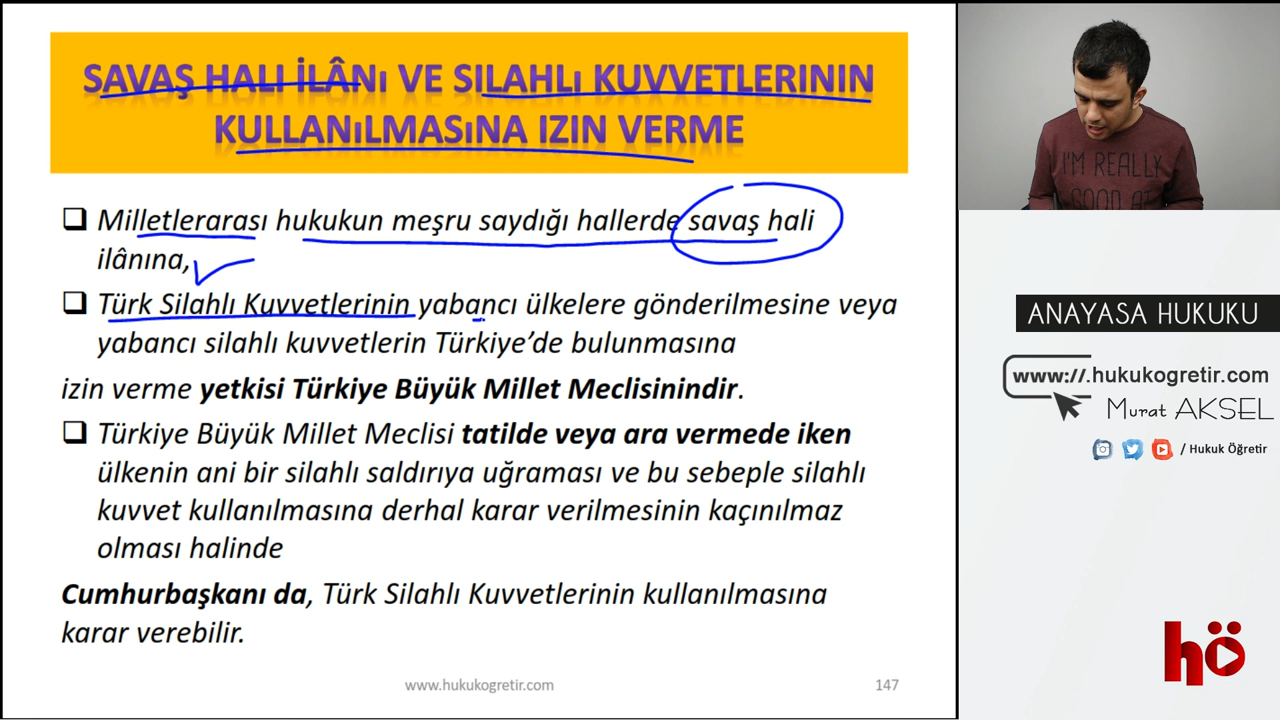 SAVAŞ HALI İLÂNı VE SILAHLı KUVVETLERININ
KULLANıLMASıNA IZIN VERME
Milletlerarası hukukun meşru saydığı hallerde savaş hali
ilânına,
Türk Silahlı Kuvvetlerinin yabancı ülkelere gönderilmesine veya
yabancı silahlı kuvvetlerin Türkiye’de bulunmasına
izin verme yetkisi Türkiye Büyük Millet Meclisinindir.
Türkiye Büyük Millet Meclisi tatilde veya ara vermede iken
ülkenin ani bir silahlı saldırıya uğraması ve bu sebeple silahlı
kuvvet kullanılmasına derhal karar verilmesinin kaçınılmaz
olması halinde
Cumhurbaşkanı da, Türk Silahlı Kuvvetlerinin kullanılmasına
karar verebilir.
www.hukukogretir.com
147
I'M REALLY
GOOD AT
ANAYASA HUKUKU
www://.hukukogretir.com
Murat AKSEL
/ Hukuk Öğretir
hö